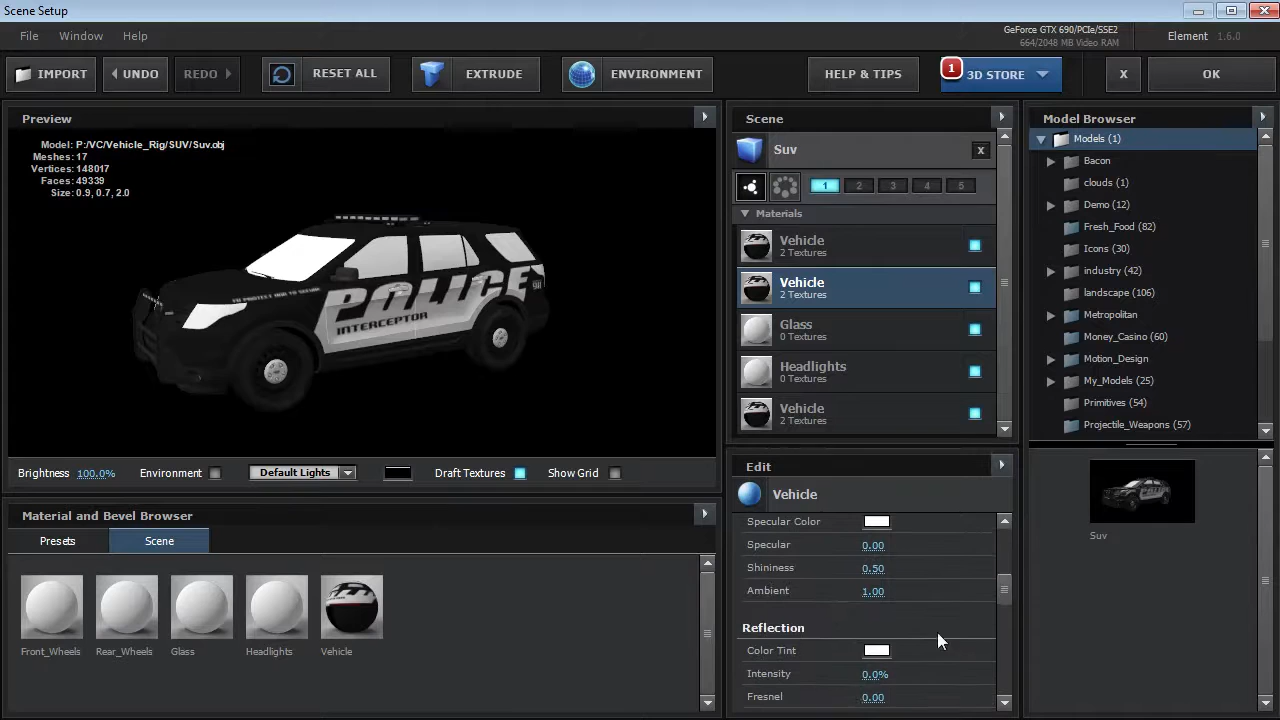 Scene Setup
File Window Help
GeForce GTX 690/PCIe/SSE2
664/2048 MB Video RAM
Element 1.6.0
IMPORT UNDO REDO RESET ALL EXTRUDE ENVIRONMENT HELP & TIPS 1 3D STORE X OK
Preview
Model: P:/VC/Vehicle_Rig/SUV/Suv.obj
Meshes: 17
Vertices: 148017
Faces: 49339
Size: 0.9, 0.7, 2.0
POLICE
INTERCEPTOR
911
Brightness 100.0% Environment Default Lights Draft Textures Show Grid
Material and Bevel Browser
Presets Scene
Front_Wheels Rear_Wheels Glass Headlights Vehicle
Scene
Suv x
1 2 3 4 5
Materials
Vehicle
2 Textures
Vehicle
2 Textures
Glass
0 Textures
Headlights
0 Textures
Vehicle
2 Textures
Edit
Vehicle
Specular Color
Specular 0.00
Shininess 0.50
Ambient 1.00
Reflection
Color Tint
Intensity 0.0%
Fresnel 0.00
Model Browser
Models (1)
Bacon
clouds (1)
Demo (12)
Fresh_Food (82)
Icons (30)
industry (42)
landscape (106)
Metropolitan
Money_Casino (60)
Motion_Design
My_Models (25)
Primitives (54)
Projectile_Weapons (57)
Suv